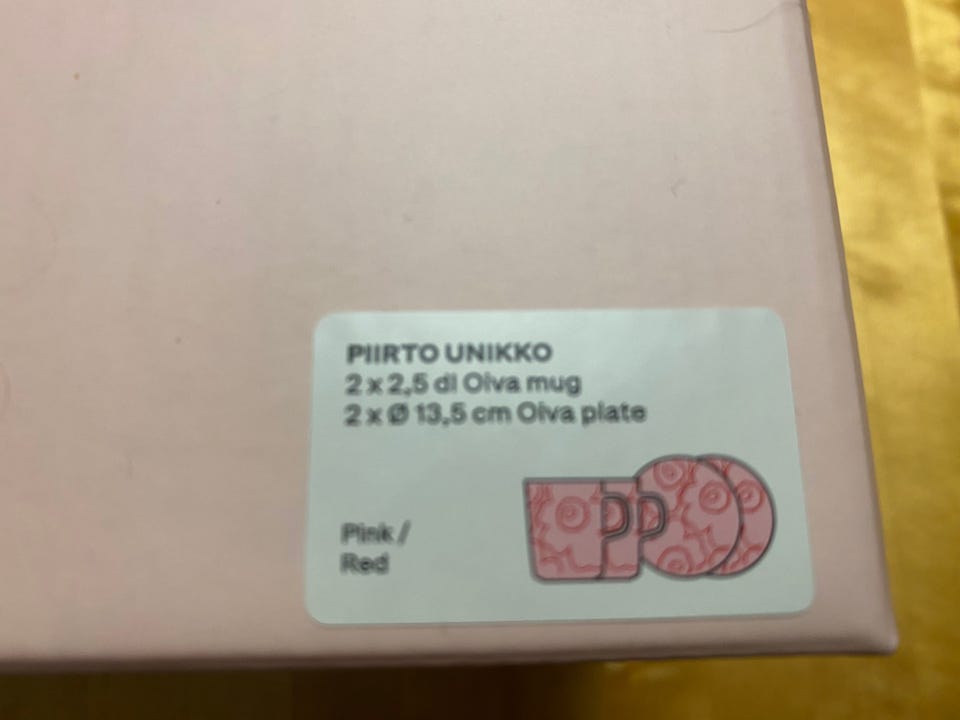 PIIRTO UNIKKO
2 x 2,5 dl Oiva mug
2 x Ø 13,5 cm Oiva plate
Pink /
Red